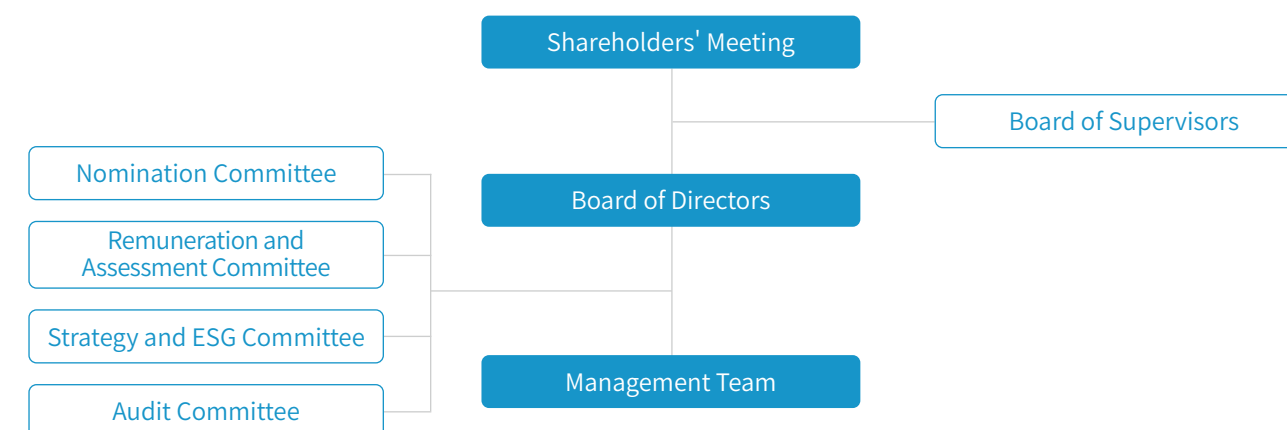 Shareholders' Meeting
Board of Supervisors
Nomination Committee
Board of Directors
Remuneration and
Assessment Committee
Strategy and ESG Committee
Management Team
Audit Committee